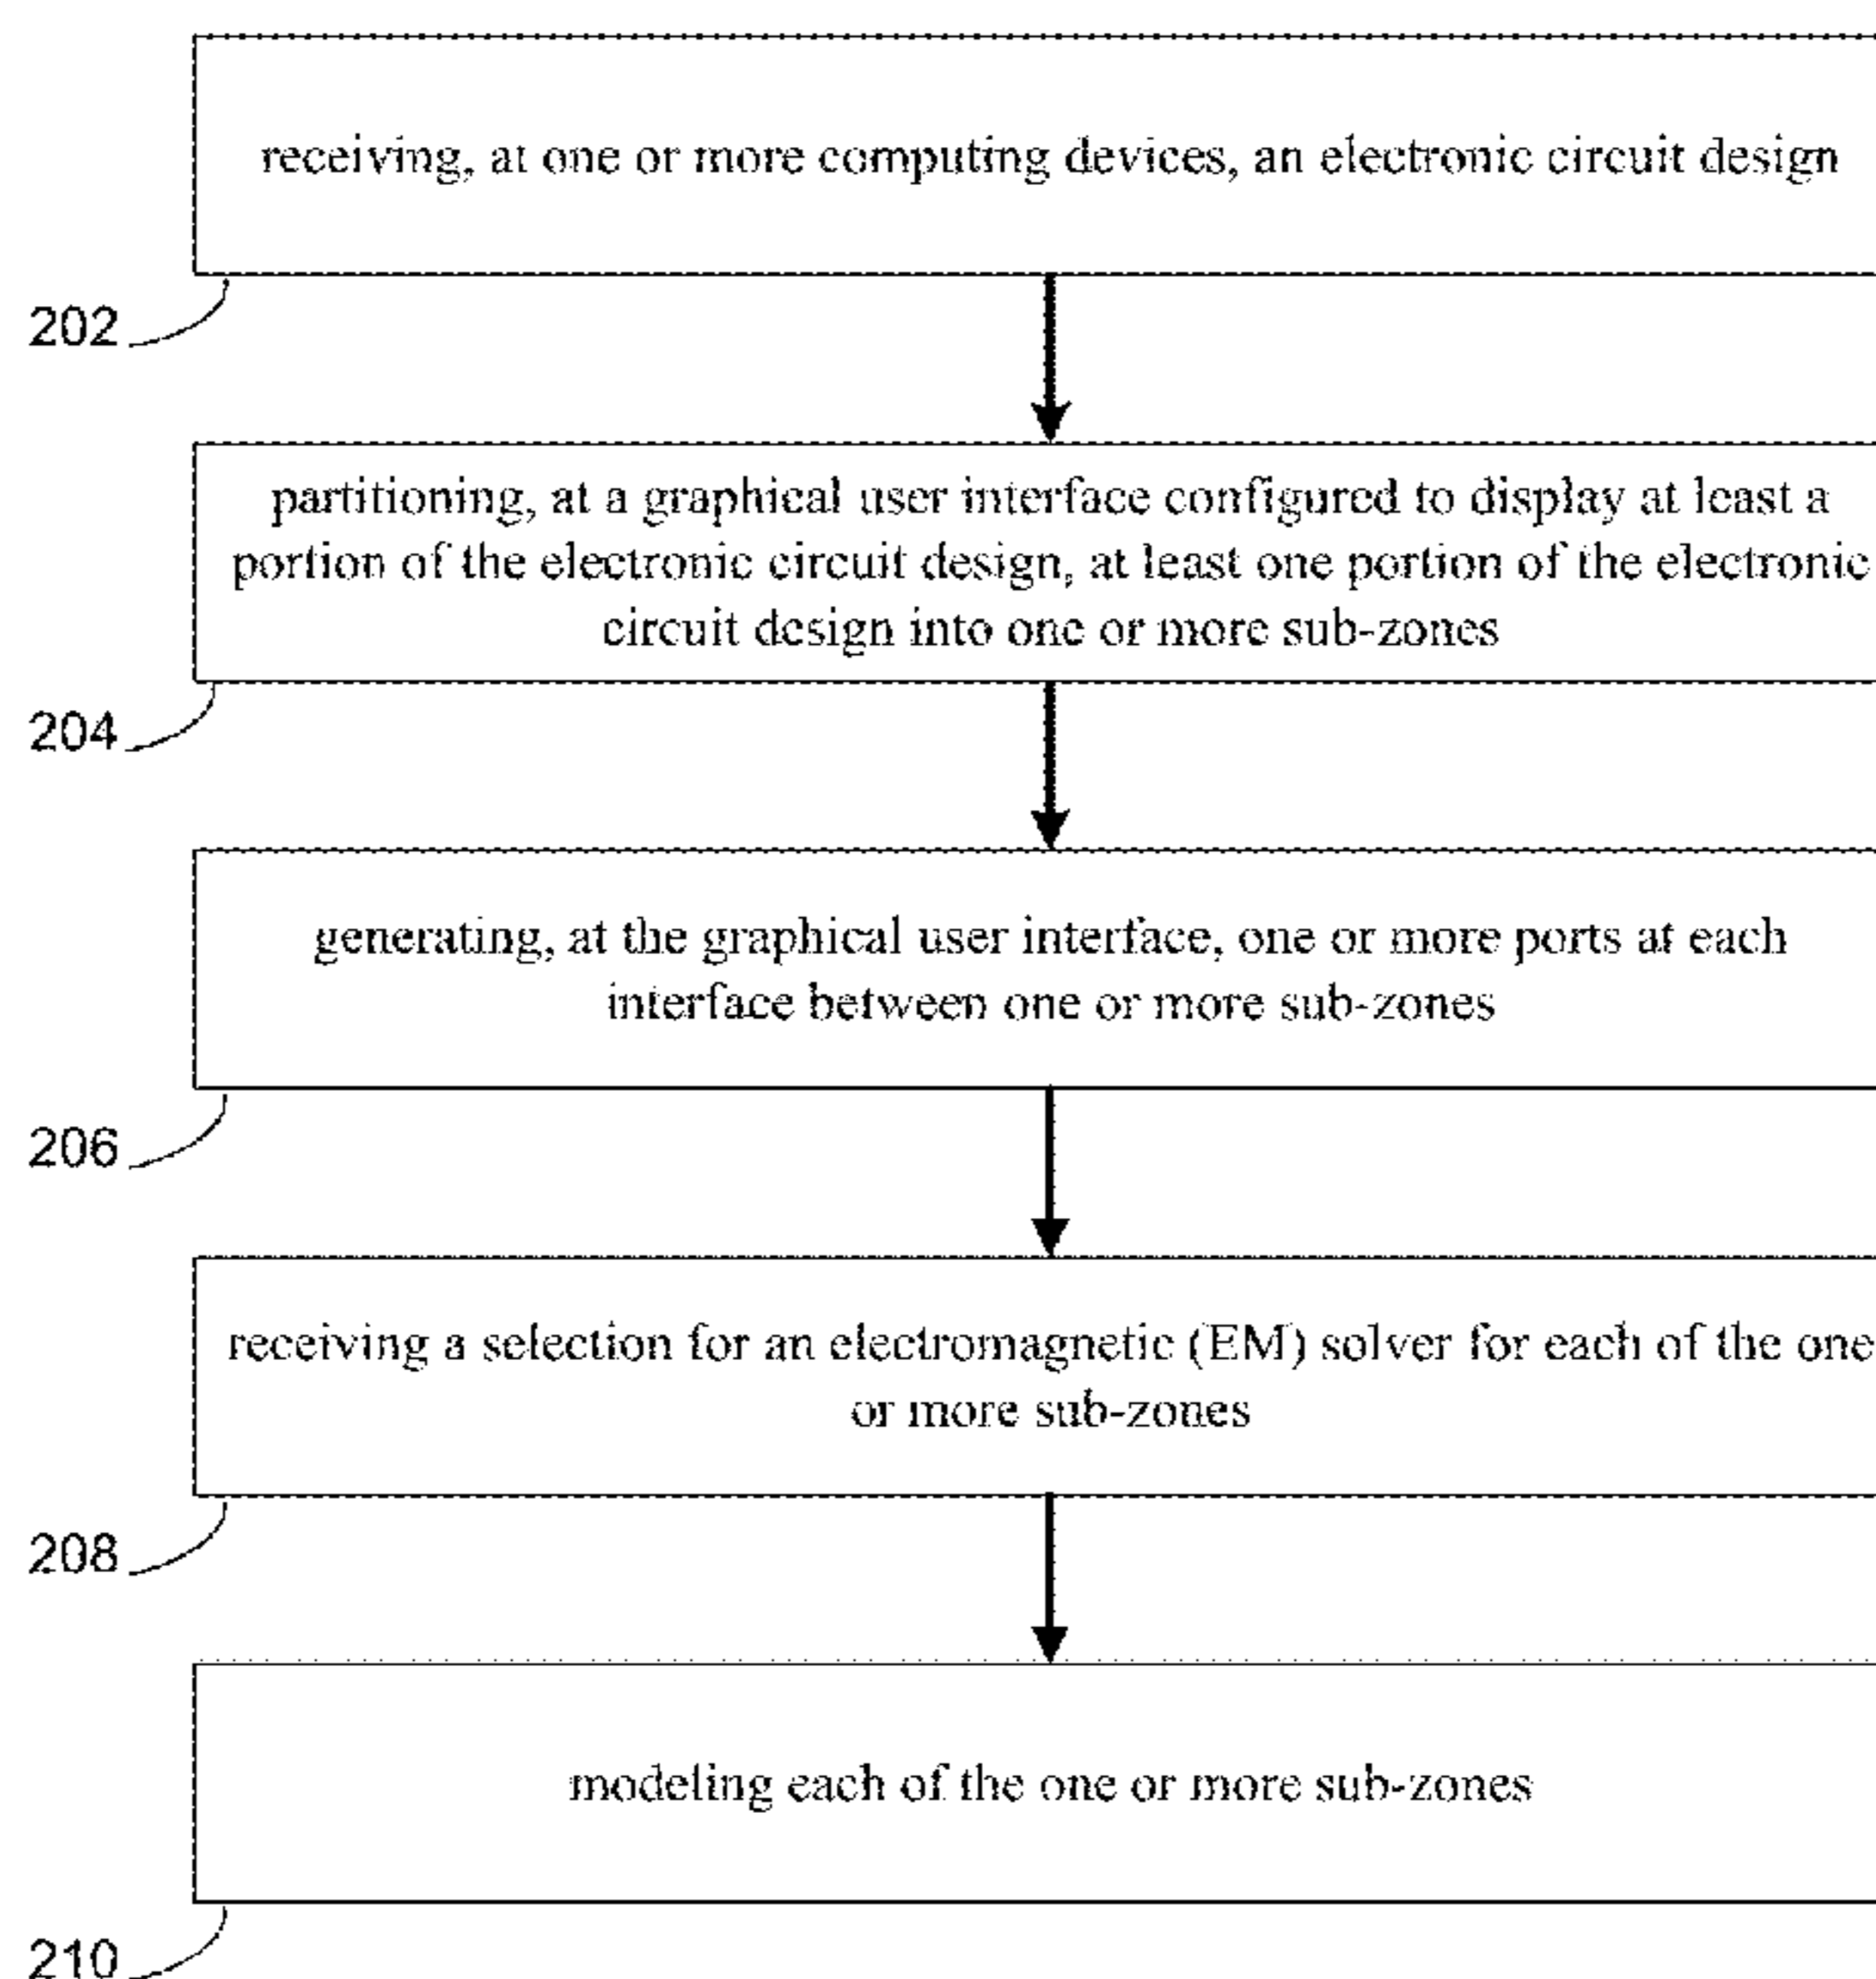 receiving, at one or more computing devices, an electronic circuit design
202
partitioning, at a graphical user interface configured to display at least a
portion of the electronic circuit design, at least one portion of the electronic
circuit design into one or more sub-zones
204
generating, at the graphical user interface, one or more ports at each
interface between one or more sub-zones
206
receiving a selection for an electromagnetic (EM) solver for each of the one
or more sub-zones
208
modeling each of the one or more sub-zones
210